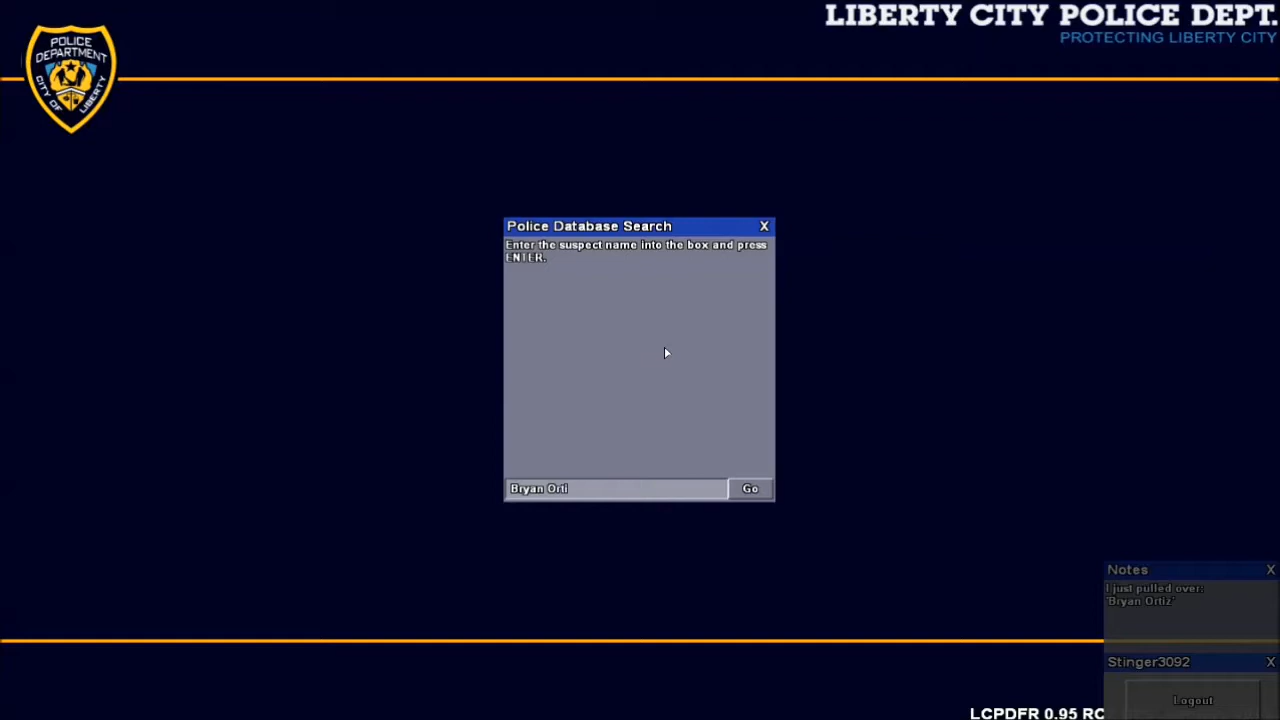 LIBERTY CITY POLICE DEPT.
PROTECTING LIBERTY CITY
POLICE
DEPARTMENT
CITY OF LIBERTY
Police Database Search X
Enter the suspect name into the box and press
ENTER.
Bryan Orti Go
Notes X
I just pulled over:
'Bryan Ortiz'
Stinger3092 X
Logout
LCPDFR 0.95 RC